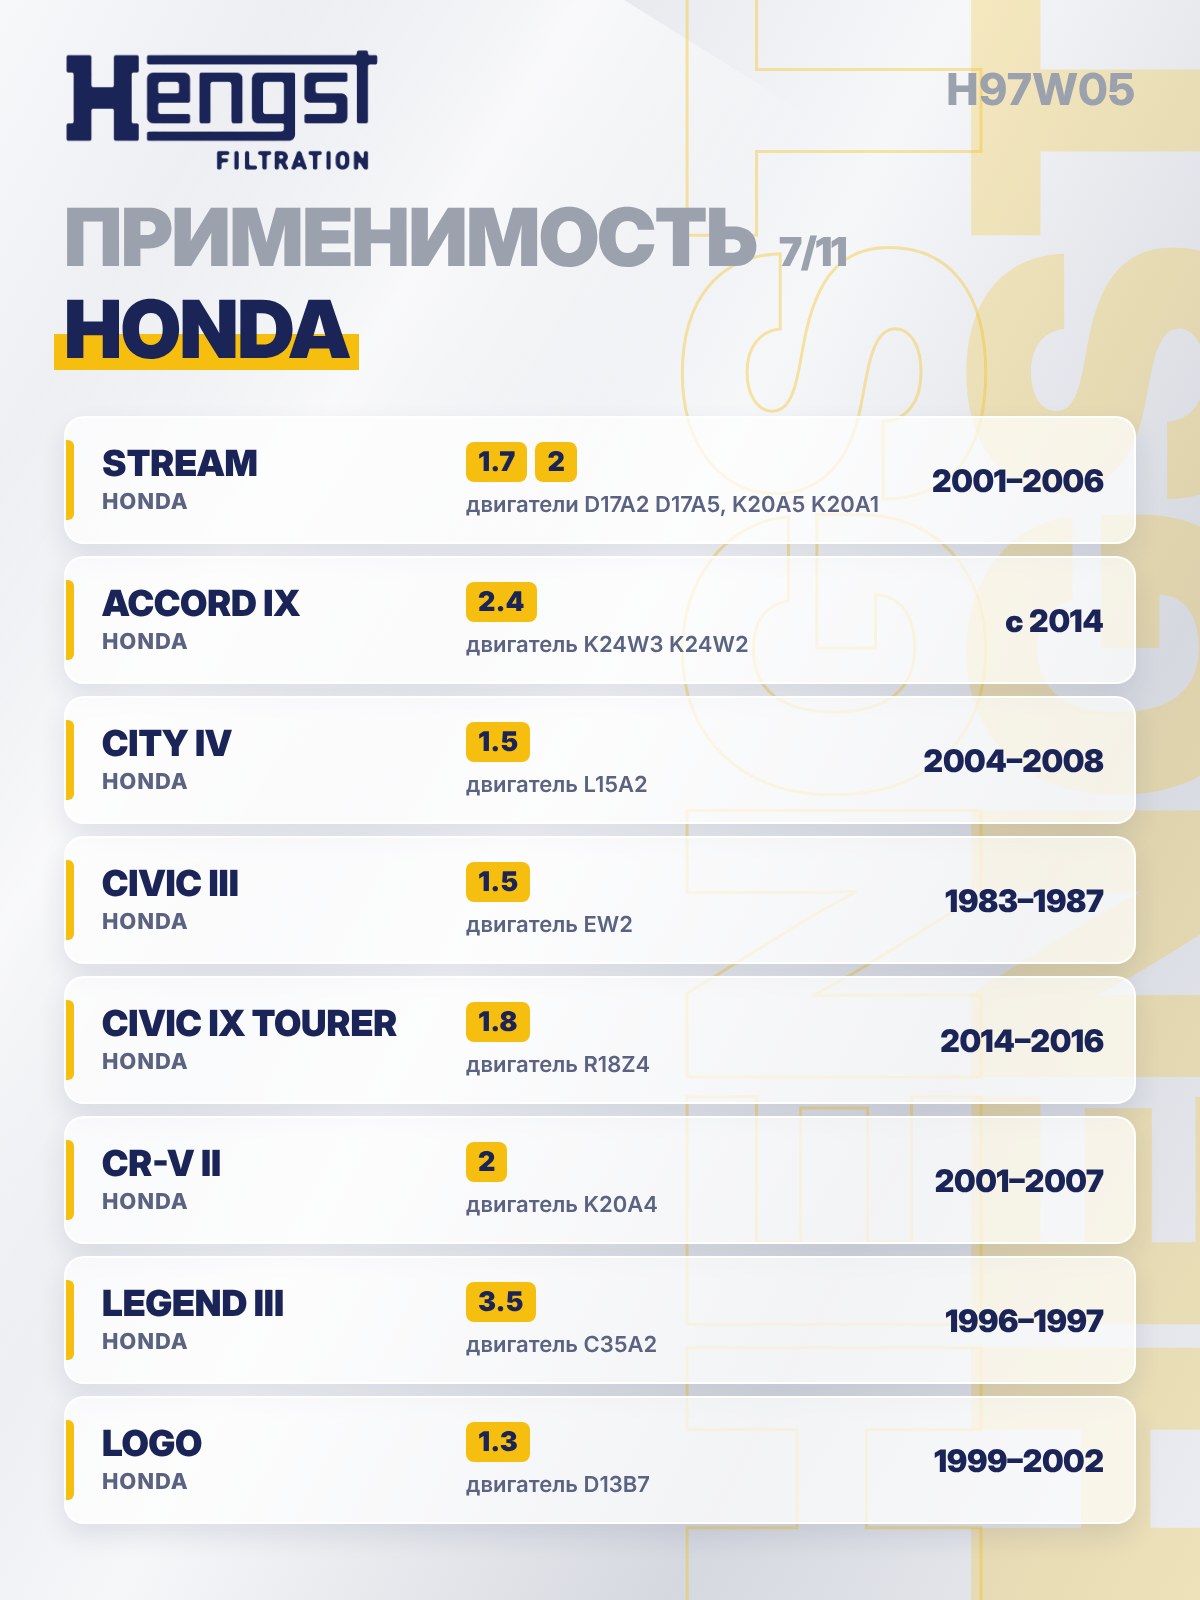 Hengst
FILTRATION
H97W05
ПРИМЕНИМОСТЬ 7/11
HONDA
STREAM
HONDA
1.7 2
двигатели D17A2 D17A5, K20A5 K20A1
2001–2006
ACCORD IX
HONDA
2.4
двигатель K24W3 K24W2
с 2014
CITY IV
HONDA
1.5
двигатель L15A2
2004–2008
CIVIC III
HONDA
1.5
двигатель EW2
1983–1987
CIVIC IX TOURER
HONDA
1.8
двигатель R18Z4
2014–2016
CR-V II
HONDA
2
двигатель K20A4
2001–2007
LEGEND III
HONDA
3.5
двигатель C35A2
1996–1997
LOGO
HONDA
1.3
двигатель D13B7
1999–2002
HENGST
HENGST